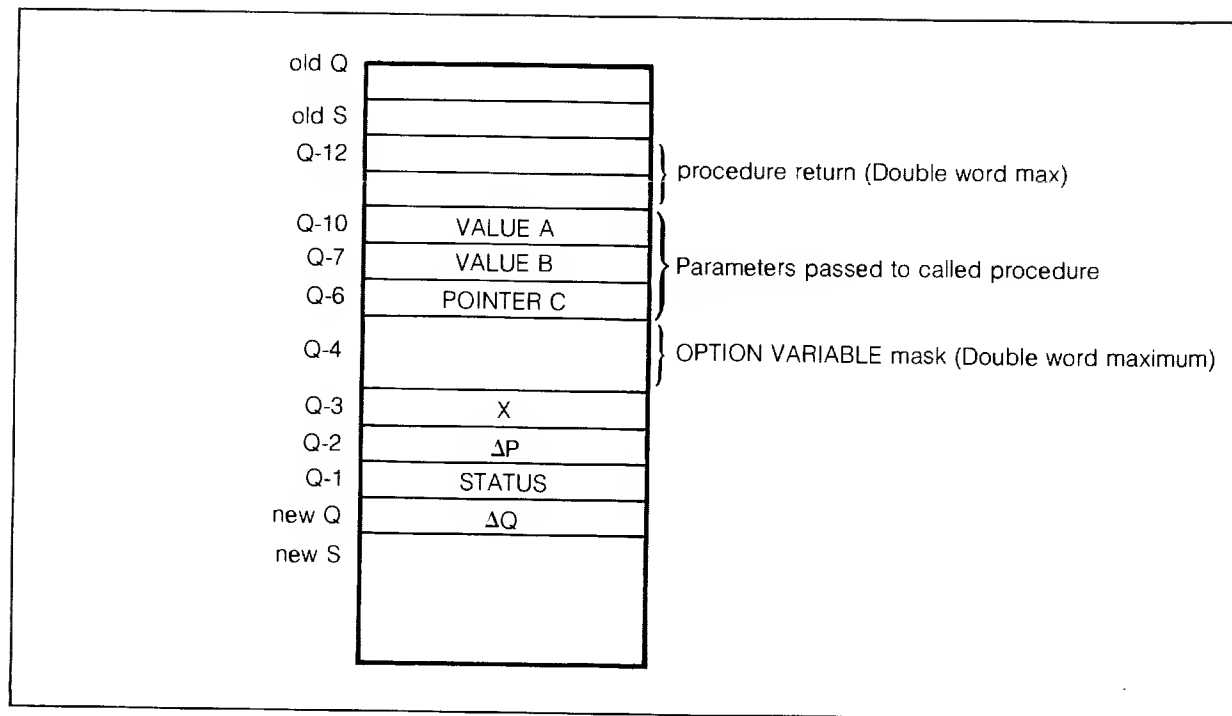 old Q
old S
Q-12
procedure return (Double word max)
Q-10 VALUE A
Q-7 VALUE B
Parameters passed to called procedure
Q-6 POINTER C
Q-4
OPTION VARIABLE mask (Double word maximum)
Q-3 X
Q-2 ΔP
Q-1 STATUS
new Q ΔQ
new S